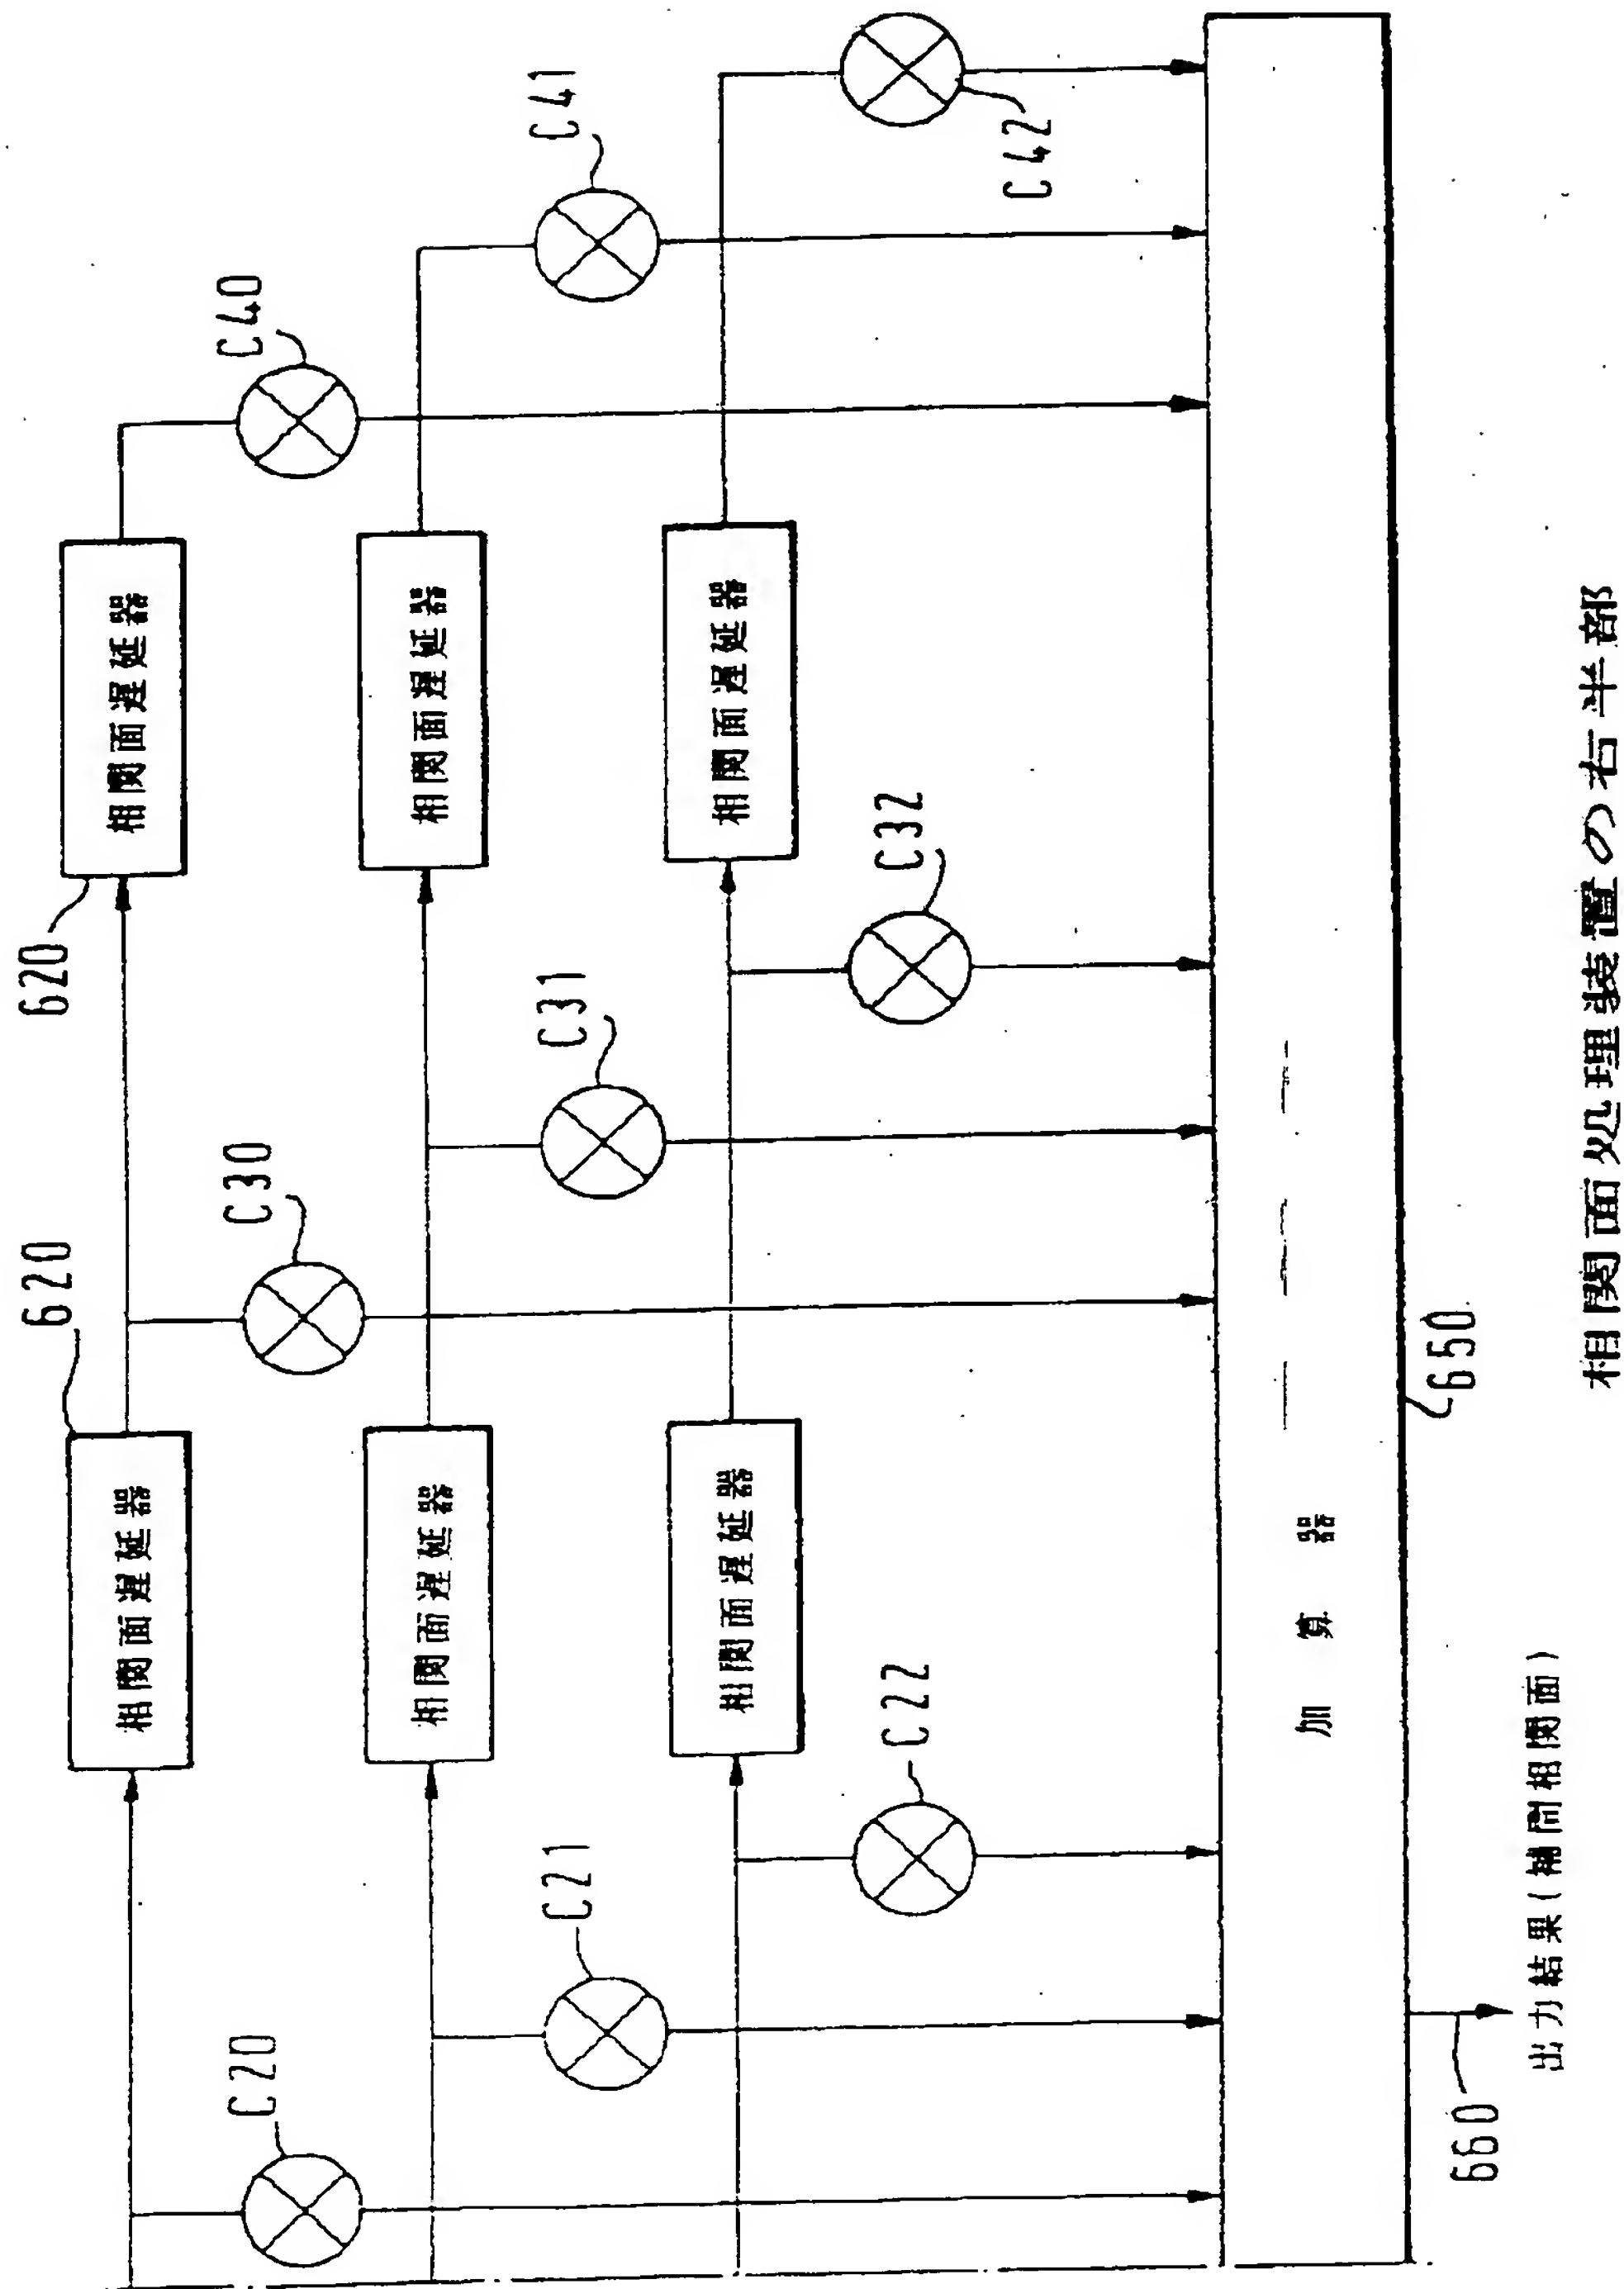 620
620
相関面遅延器
相関面遅延器
C20
C30
C40
相関面遅延器
相関面遅延器
C21
C31
C41
相関面遅延器
相関面遅延器
C22
C32
C42
加算器
650
660
出力結果(補間相関面)
相関面処理装置の右半部